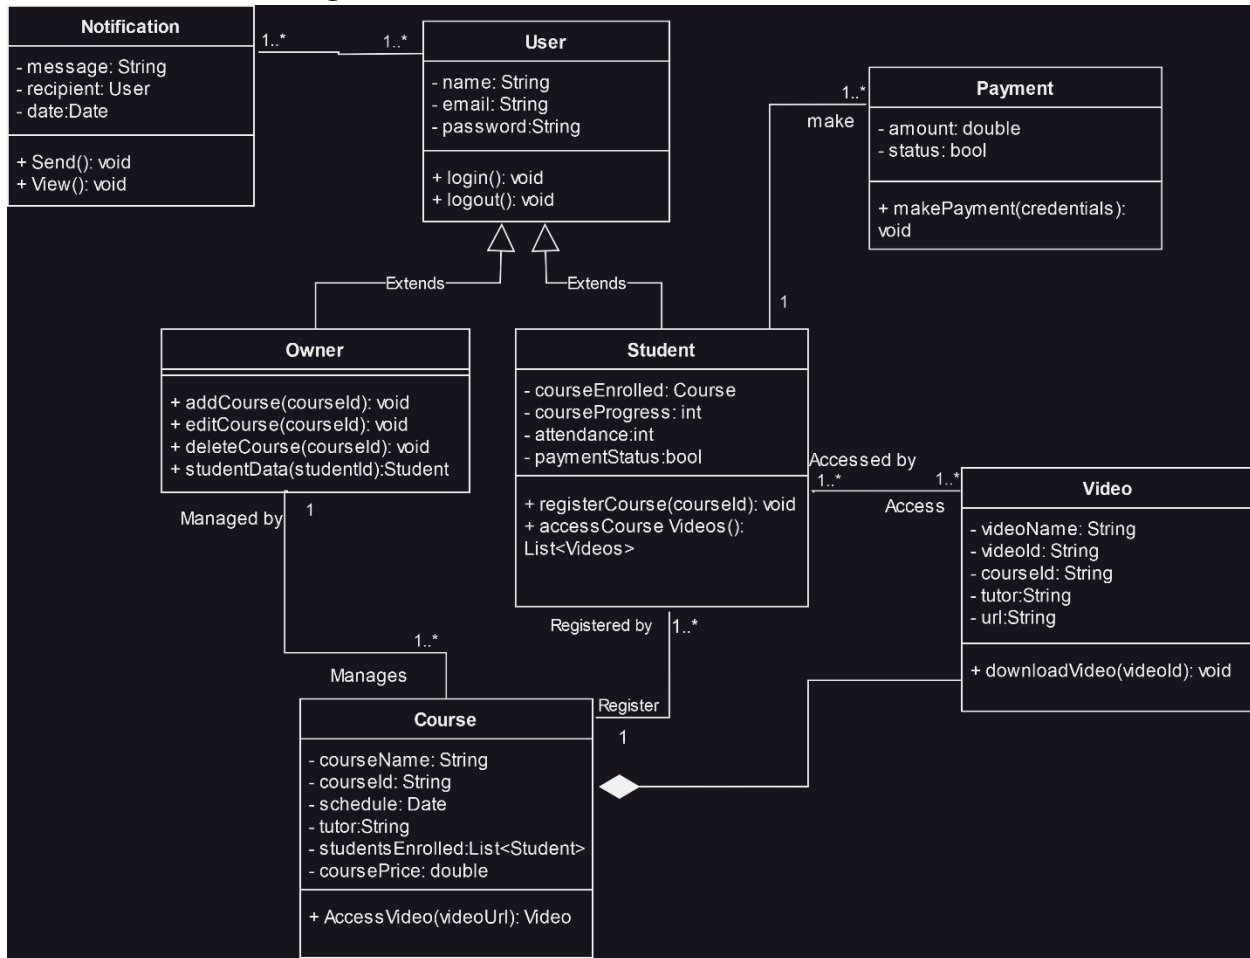 Notification
- message: String
- recipient: User
- date:Date
+ Send(): void
+ View(): void
1..*
1..*
User
- name: String
- email: String
- password:String
+ login(): void
+ logout(): void
1..*
make
Payment
- amount: double
- status: bool
+ makePayment(credentials):
void
Extends
Extends
1
Owner
+ addCourse(courseId): void
+ editCourse(courseId): void
+ deleteCourse(courseId): void
+ studentData(studentId):Student
Student
- courseEnrolled: Course
- courseProgress: int
- attendance:int
- paymentStatus:bool
+ registerCourse(courseId): void
+ accessCourse Videos():
List<Videos>
Accessed by
1..*
1..*
Access
Video
- videoName: String
- videoId: String
- courseId: String
- tutor:String
- url:String
+ downloadVideo(videoId): void
Managed by
1
1..*
Manages
Registered by
1..*
Register
1
Course
- courseName: String
- courseId: String
- schedule: Date
- tutor:String
- studentsEnrolled:List<Student>
- coursePrice: double
+ AccessVideo(videoUrl): Video